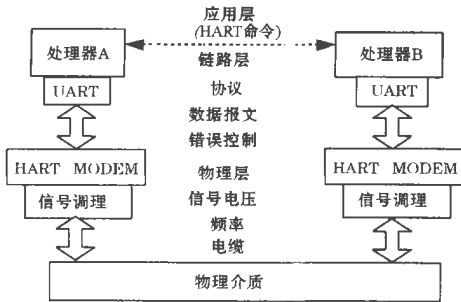 应用层
(HART命令)
处理器A
处理器B
链路层
UART
协议
UART
数据报文
错误控制
HART MODEM
物理层
HART MODEM
信号调理
信号电压
信号调理
频率
电缆
物理介质